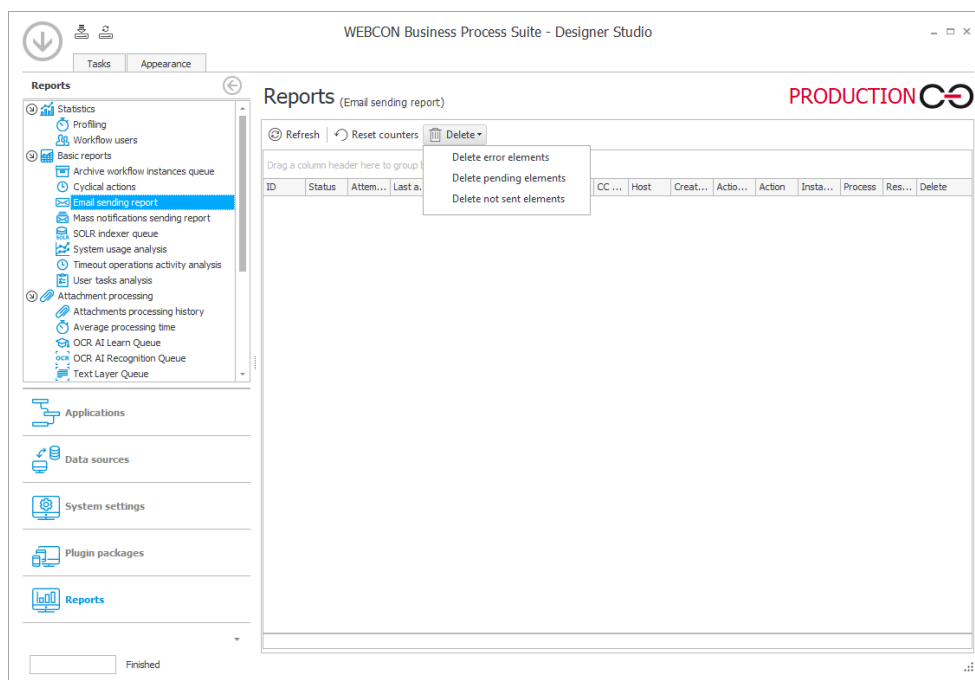 WEBCON Business Process Suite - Designer Studio
Tasks Appearance
Reports
Statistics
Profiling
Workflow users
Basic reports
Archive workflow instances queue
Cydical actions
Email sending report
Mass notifications sending report
SOLR indexer queue
System usage analysis
Timeout operations activity analysis
User tasks analysis
Attachment processing
Attachments processing history
Average processing time
OCR AI Learn Queue
OCR AI Recognition Queue
Text Layer Queue
Applications
Data sources
System settings
Plugin packages
Reports
Finished
Reports (Email sending report)
PRODUCTION
Refresh Reset counters Delete
Delete error elements
Delete pending elements
Delete not sent elements
Drag a column header here to group b
ID Status Attem... Last a. CC ... Host Creat... Actio... Action Insta... Process Res... Delete